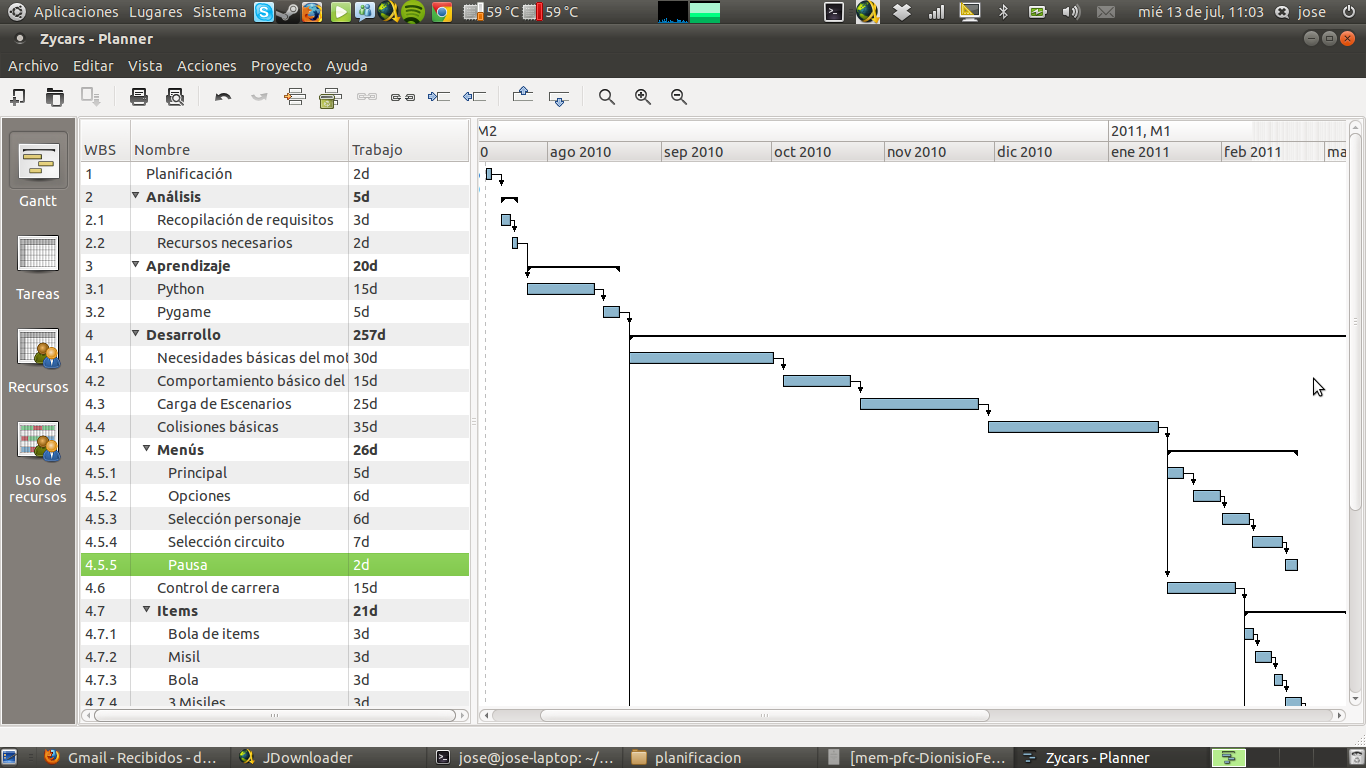 Aplicaciones Lugares Sistema 59 °C 59 °C mié 13 de jul, 11:03 jose
Zycars - Planner
Archivo Editar Vista Acciones Proyecto Ayuda
WBS Nombre Trabajo
M2 2011, M1
0 ago 2010 sep 2010 oct 2010 nov 2010 dic 2010 ene 2011 feb 2011 ma
Gantt
Tareas
Recursos
Uso de
recursos
1 Planificación 2d
2 Análisis 5d
2.1 Recopilación de requisitos 3d
2.2 Recursos necesarios 2d
3 Aprendizaje 20d
3.1 Python 15d
3.2 Pygame 5d
4 Desarrollo 257d
4.1 Necesidades básicas del mot 30d
4.2 Comportamiento básico del 15d
4.3 Carga de Escenarios 25d
4.4 Colisiones básicas 35d
4.5 Menús 26d
4.5.1 Principal 5d
4.5.2 Opciones 6d
4.5.3 Selección personaje 6d
4.5.4 Selección circuito 7d
4.5.5 Pausa 2d
4.6 Control de carrera 15d
4.7 Items 21d
4.7.1 Bola de items 3d
4.7.2 Misil 3d
4.7.3 Bola 3d
4.7.4 3 Misiles 3d
Gmail - Recibidos - d... JDownloader jose@jose-laptop: ~/... planificacion [mem-pfc-DionisioFe... Zycars - Planner